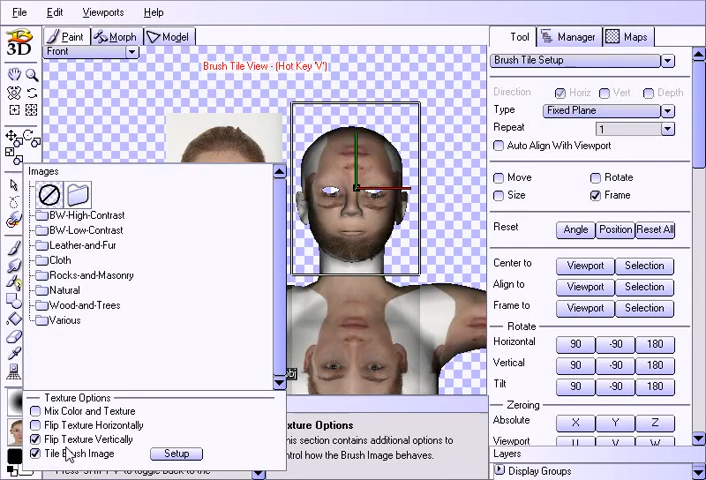 File Edit Viewports Help
3D
Paint Morph Model
Tool Manager Maps
Front
Brush Tile View - (Hot Key 'V')
Brush Tile Setup
Direction Horiz Vert Depth
Type Fixed Plane
Repeat 1
Auto Align With Viewport
Move Rotate
Size Frame
Reset Angle Position Reset All
Center to Viewport Selection
Align to Viewport Selection
Frame to Viewport Selection
Rotate
Horizontal 90 -90 180
Vertical 90 -90 180
Tilt 90 -90 180
Zeroing
Absolute X Y Z
Viewport U V W
Layers
Display Groups
Images
BW-High-Contrast
BW-Low-Contrast
Leather-and-Fur
Cloth
Rocks-and-Masonry
Natural
Wood-and-Trees
Various
Texture Options
Mix Color and Texture
Flip Texture Horizontally
Flip Texture Vertically
Tile Brush Image Setup
exture Options
his section contains additional options to
ontrol how the Brush Image behaves.